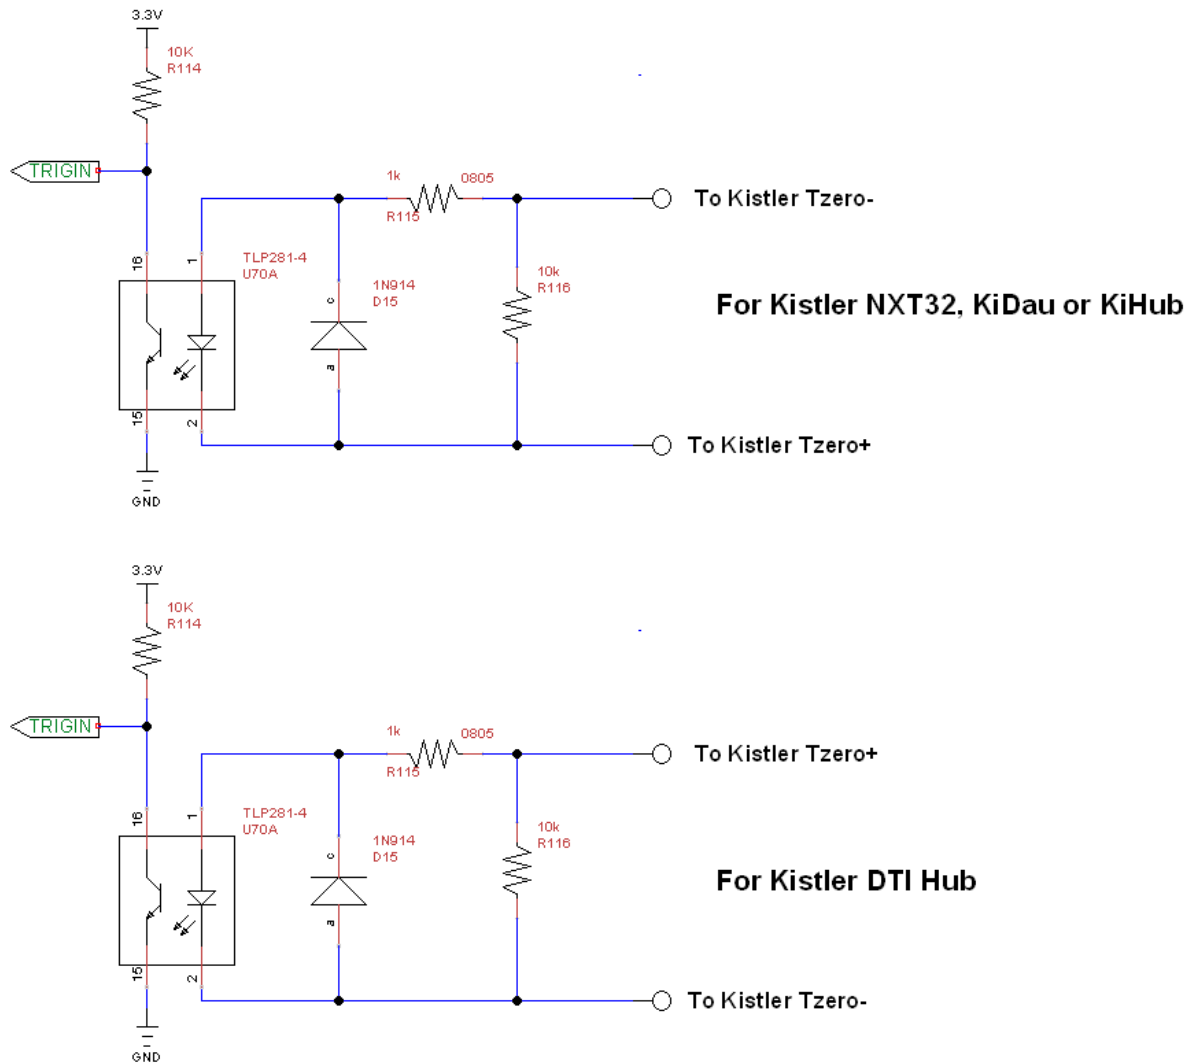 3.3V
10K
R114
TRIGIN
1k
0805
R115
To Kistler Tzero-
16
1
TLP281-4
U70A
1N914
D15
c
a
10k
R116
For Kistler NXT32, KiDau or KiHub
15
2
To Kistler Tzero+
GND
3.3V
10K
R114
TRIGIN
1k
0805
R115
To Kistler Tzero+
16
1
TLP281-4
U70A
1N914
D15
c
a
10k
R116
For Kistler DTI Hub
15
2
To Kistler Tzero-
GND